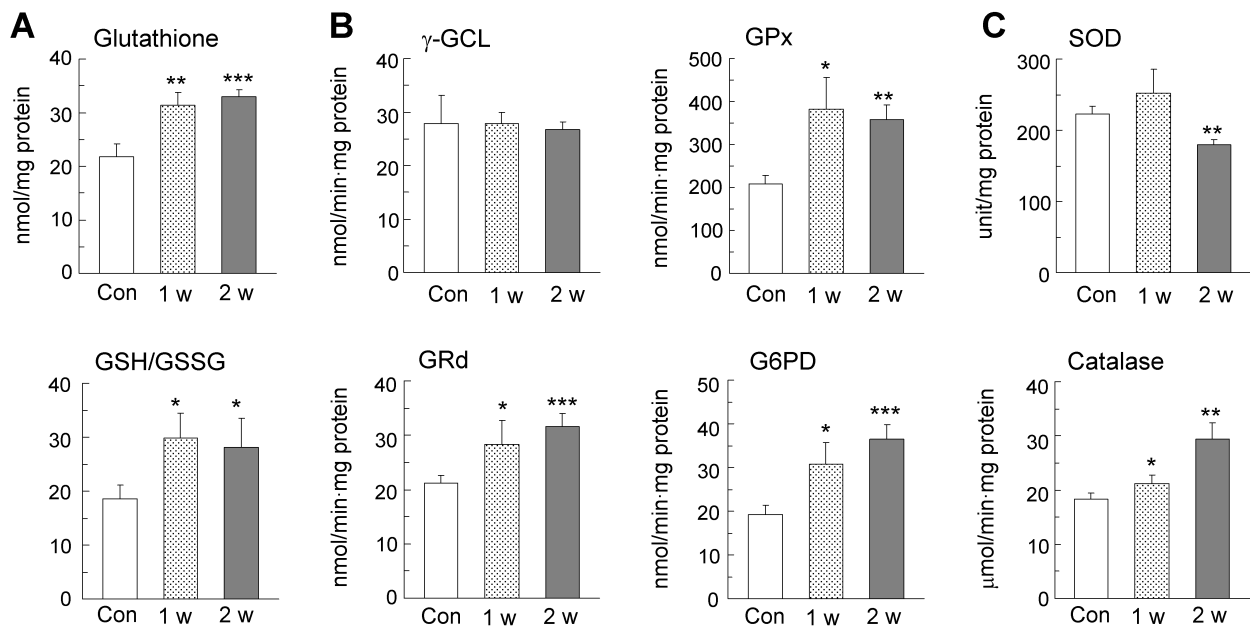 A
Glutathione
nmol/mg protein
40
30
20
10
0
** ***
Con 1 w 2 w
GSH/GSSG
40
30
20
10
0
* *
Con 1 w 2 w
B
γ-GCL
nmol/min·mg protein
40
30
20
10
0
Con 1 w 2 w
GPx
nmol/min·mg protein
500
400
300
200
100
0
* **
Con 1 w 2 w
GRd
nmol/min·mg protein
40
30
20
10
0
* ***
Con 1 w 2 w
G6PD
nmol/min·mg protein
50
40
30
20
10
0
* ***
Con 1 w 2 w
C
SOD
unit/mg protein
300
200
100
0
**
Con 1 w 2 w
Catalase
μmol/min·mg protein
40
30
20
10
0
* **
Con 1 w 2 w